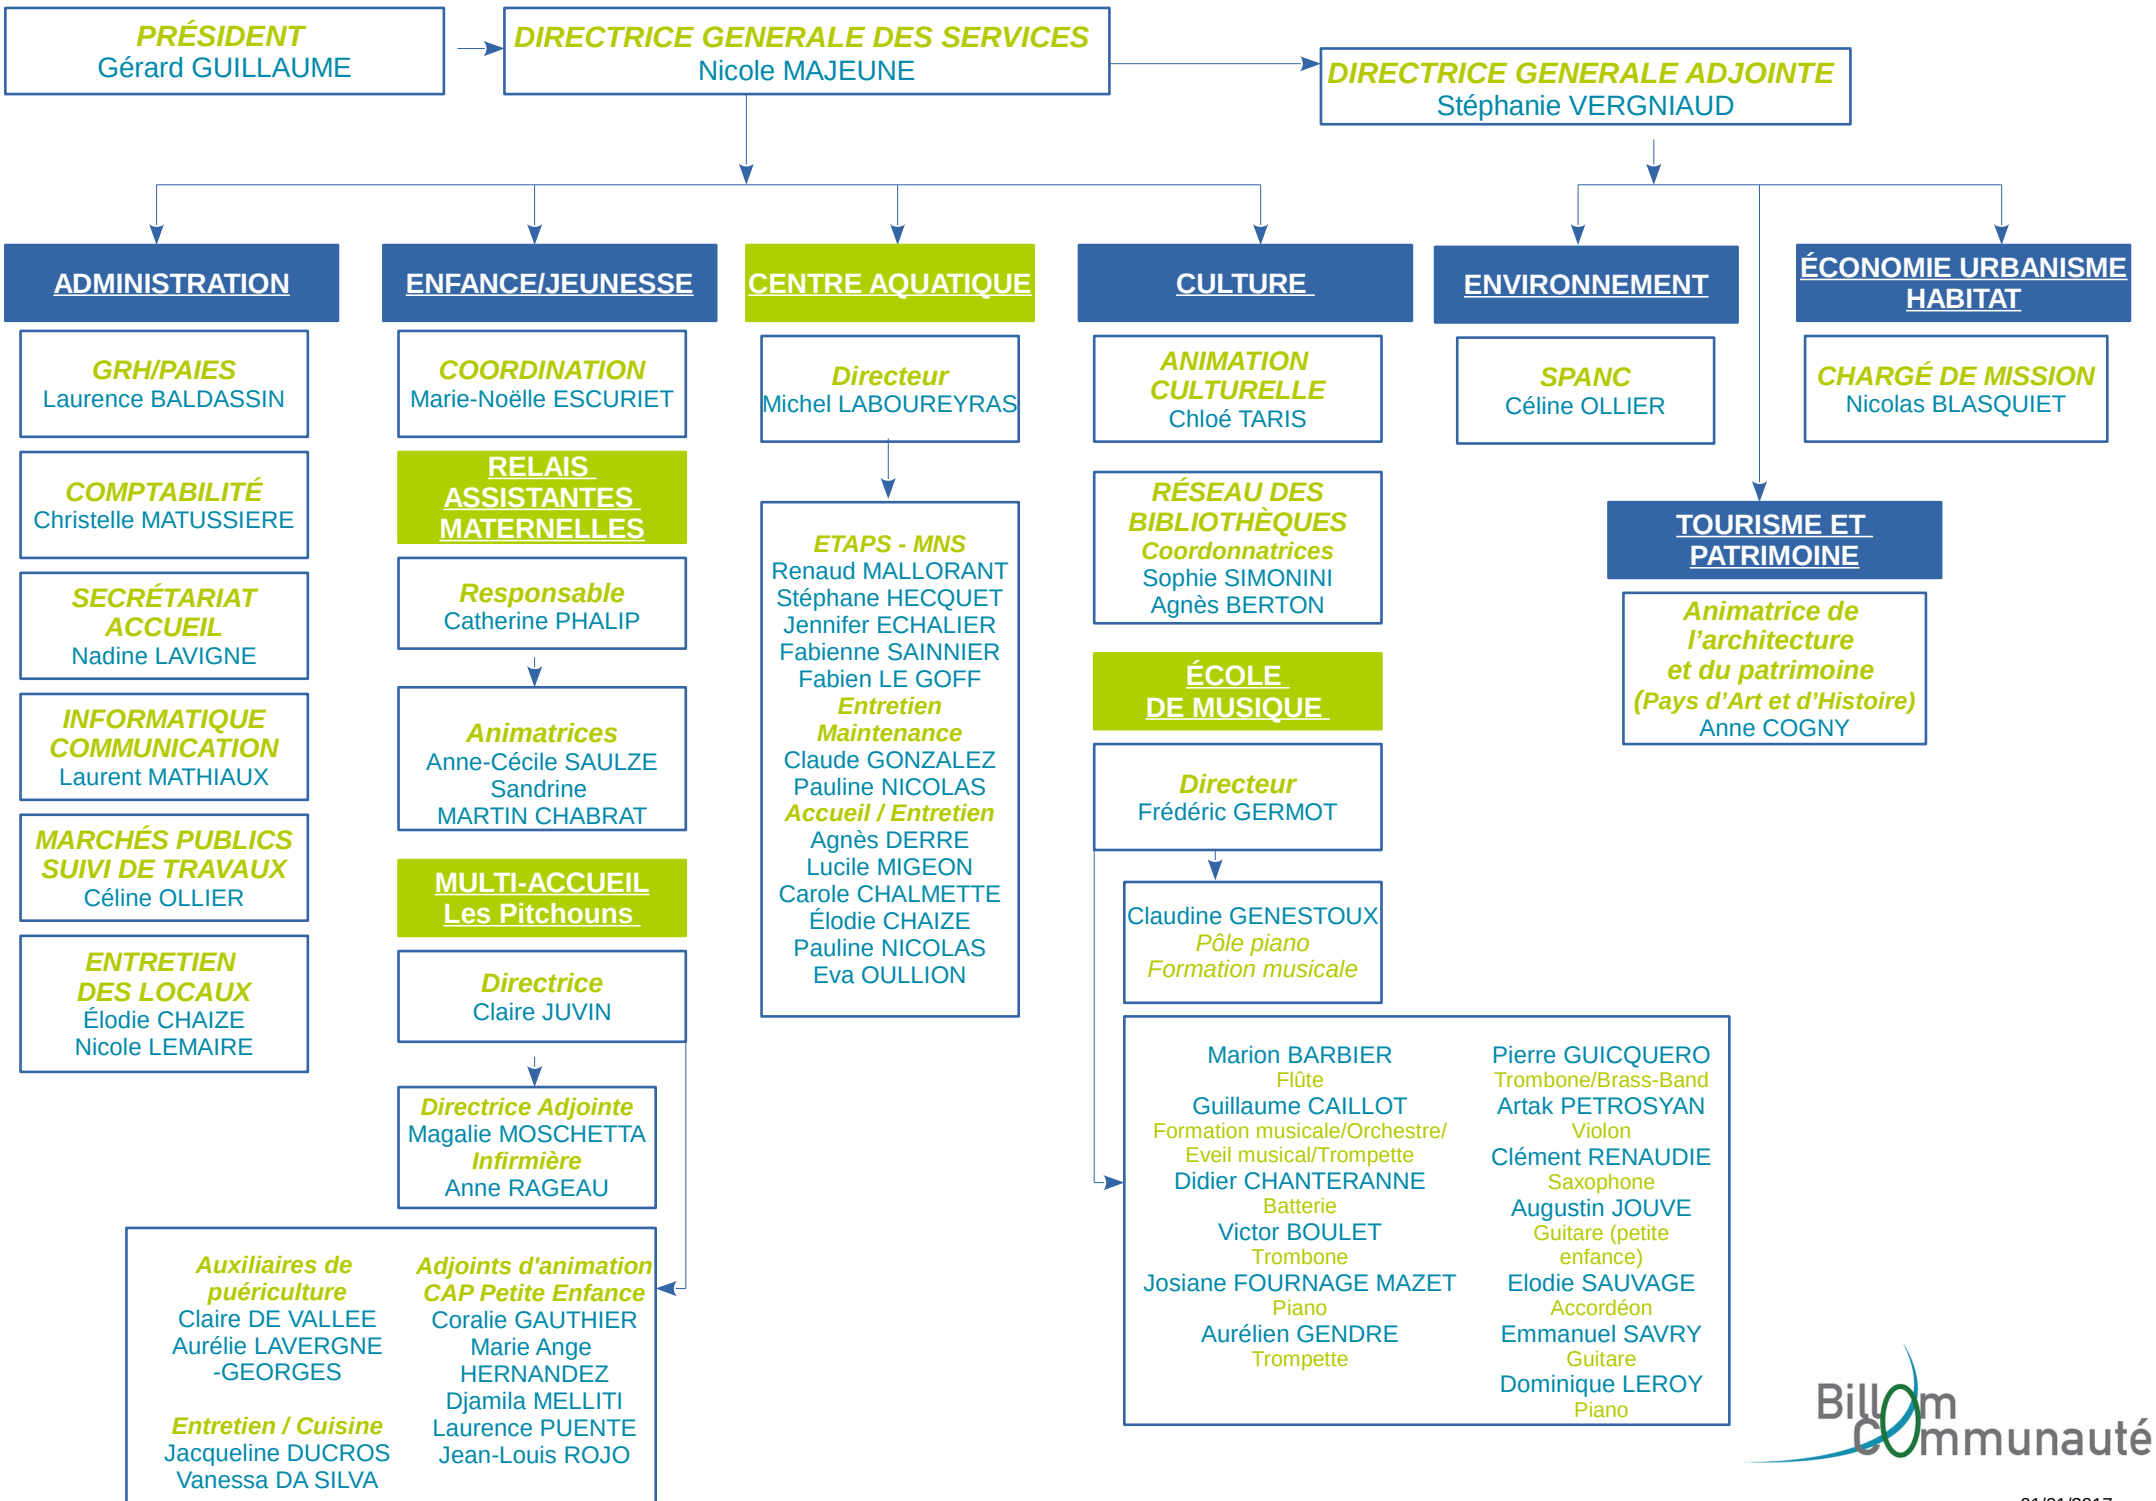 PRÉSIDENT
Gérard GUILLAUME
DIRECTRICE GENERALE DES SERVICES
Nicole MAJEUNE
DIRECTRICE GENERALE ADJOINTE
Stéphanie VERGNIAUD
ADMINISTRATION
GRH/PAIES
Laurence BALDASSIN
COMPTABILITÉ
Christelle MATUSSIERE
SECRÉTARIAT
ACCUEIL
Nadine LAVIGNE
INFORMATIQUE
COMMUNICATION
Laurent MATHIAUX
MARCHÉS PUBLICS
SUIVI DE TRAVAUX
Céline OLLIER
ENTRETIEN
DES LOCAUX
Élodie CHAIZE
Nicole LEMAIRE
ENFANCE/JEUNESSE
COORDINATION
Marie-Noëlle ESCURIET
RELAIS
ASSISTANTES
MATERNELLES
Responsable
Catherine PHALIP
Animatrices
Anne-Cécile SAULZE
Sandrine
MARTIN CHABRAT
MULTI-ACCUEIL
Les Pitchouns
Directrice
Claire JUVIN
Directrice Adjointe
Magalie MOSCHETTA
Infirmière
Anne RAGEAU
Auxiliaires de
puériculture
Claire DE VALLEE
Aurélie LAVERGNE
-GEORGES
Entretien / Cuisine
Jacqueline DUCROS
Vanessa DA SILVA
Adjoints d'animation
CAP Petite Enfance
Coralie GAUTHIER
Marie Ange
HERNANDEZ
Djamila MELLITI
Laurence PUENTE
Jean-Louis ROJO
CENTRE AQUATIQUE
Directeur
Michel LABOUREYRAS
ETAPS - MNS
Renaud MALLORANT
Stéphane HECQUET
Jennifer ECHALIER
Fabienne SAINNIER
Fabien LE GOFF
Entretien
Maintenance
Claude GONZALEZ
Pauline NICOLAS
Accueil / Entretien
Agnès DERRE
Lucile MIGEON
Carole CHALMETTE
Élodie CHAIZE
Pauline NICOLAS
Eva OULLION
CULTURE
ANIMATION
CULTURELLE
Chloé TARIS
RÉSEAU DES
BIBLIOTHÈQUES
Coordonnatrices
Sophie SIMONINI
Agnès BERTON
ÉCOLE
DE MUSIQUE
Directeur
Frédéric GERMOT
Claudine GENESTOUX
Pôle piano
Formation musicale
Marion BARBIER
Flûte
Guillaume CAILLOT
Formation musicale/Orchestre/
Eveil musical/Trompette
Didier CHANTERANNE
Batterie
Victor BOULET
Trombone
Josiane FOURNAGE MAZET
Piano
Aurélien GENDRE
Trompette
Pierre GUICQUERO
Trombone/Brass-Band
Artak PETROSYAN
Violon
Clément RENAUDIE
Saxophone
Augustin JOUVE
Guitare (petite
enfance)
Elodie SAUVAGE
Accordéon
Emmanuel SAVRY
Guitare
Dominique LEROY
Piano
ENVIRONNEMENT
SPANC
Céline OLLIER
ÉCONOMIE URBANISME
HABITAT
CHARGÉ DE MISSION
Nicolas BLASQUIET
TOURISME ET
PATRIMOINE
Animatrice de
l’architecture
et du patrimoine
(Pays d’Art et d’Histoire)
Anne COGNY
Billom
Communauté
01/01/2017